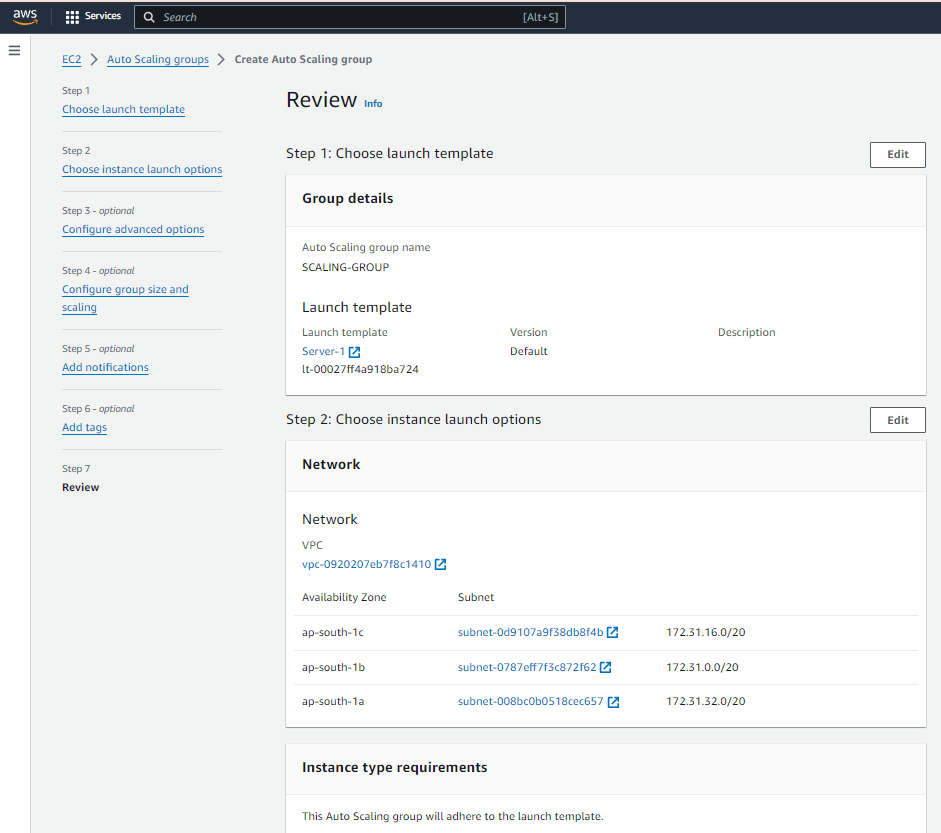 aws Services Search [Alt+S]
EC2 Auto Scaling groups Create Auto Scaling group
Step 1
Choose launch template
Step 2
Choose instance launch options
Step 3 - optional
Configure advanced options
Step 4 - optional
Configure group size and
scaling
Step 5 - optional
Add notifications
Step 6 - optional
Add tags
Step 7
Review
Review Info
Step 1: Choose launch template Edit
Group details
Auto Scaling group name
SCALING-GROUP
Launch template
Launch template Version Description
Server-1 Default
lt-00027ff4a918ba724
Step 2: Choose instance launch options Edit
Network
Network
VPC
vpc-0920207eb7f8c1410
Availability Zone Subnet
ap-south-1c subnet-0d9107a9f38db8f4b 172.31.16.0/20
ap-south-1b subnet-0787eff7f3c872f62 172.31.0.0/20
ap-south-1a subnet-008bc0b0518cec657 172.31.32.0/20
Instance type requirements
This Auto Scaling group will adhere to the launch template.